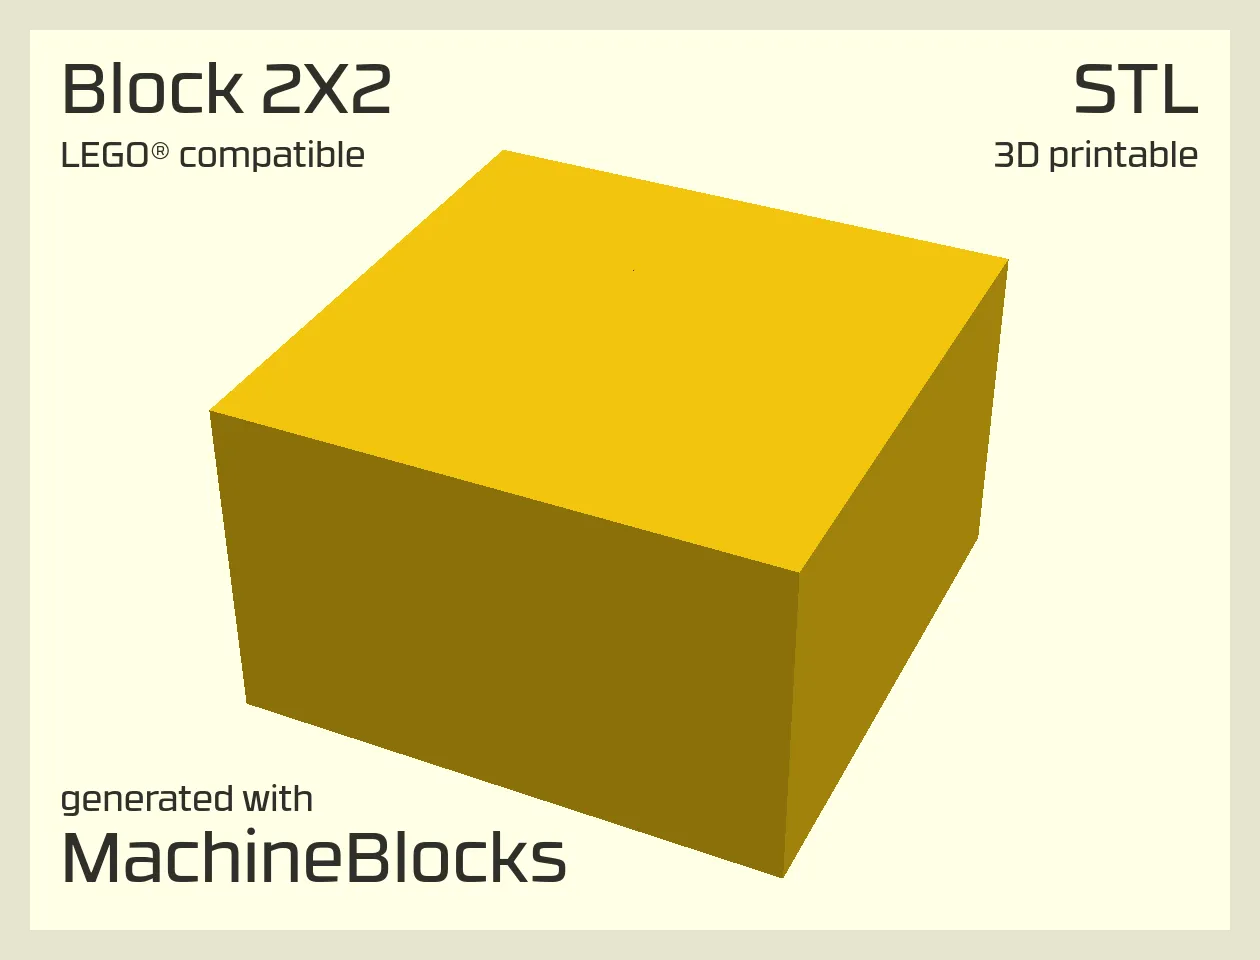 Block 2X2
LEGO® compatible
STL
3D printable
generated with
MachineBlocks